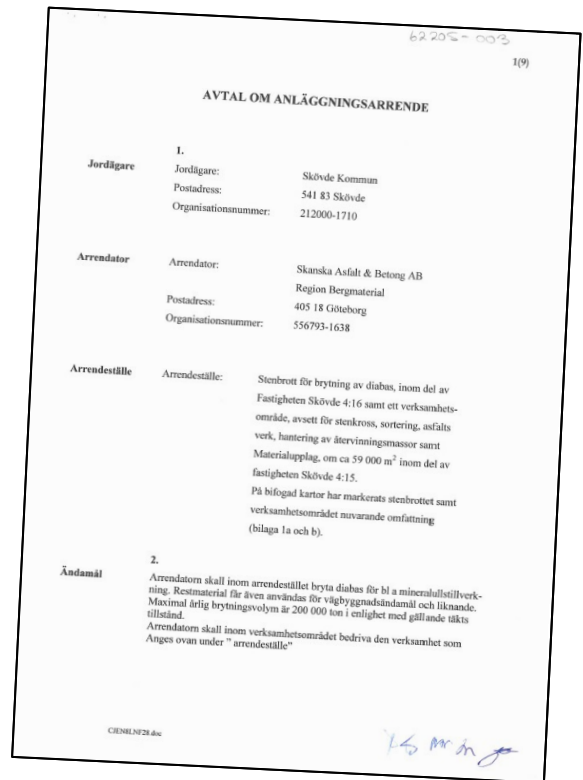 62205-003
1(9)
AVTAL OM ANLÄGGNINGSARRENDE
1.
Jordägare Jordägare: Skövde Kommun
Postadress: 541 83 Skövde
Organisationsnummer: 212000-1710
Arrendator Arrendator: Skanska Asfalt & Betong AB
Region Bergmaterial
Postadress: 405 18 Göteborg
Organisationsnummer: 556793-1638
Arrendeställe Arrendeställe: Stenbrott för brytning av diabas, inom del av
Fastigheten Skövde 4:16 samt ett verksamhets-
område, avsett för stenkross, sortering, asfalts
verk, hantering av återvinningsmassor samt
Materialupplag, om ca 59 000 m² inom del av
fastigheten Skövde 4:15.
På bifogad kartor har markerats stenbrottet samt
verksamhetsområdet nuvarande omfattning
(bilaga 1a och b).
2.
Ändamål Arrendatorn skall inom arrendestället bryta diabas för bl a mineralullstillverk-
ning. Restmaterial får även användas för vägbyggnadsändamål och liknande.
Maximal årlig brytningsvolym är 200 000 ton i enlighet med gällande täkts
tillstånd.
Arrendatorn skall inom verksamhetsområdet bedriva den verksamhet som
Anges ovan under " arrendeställe"